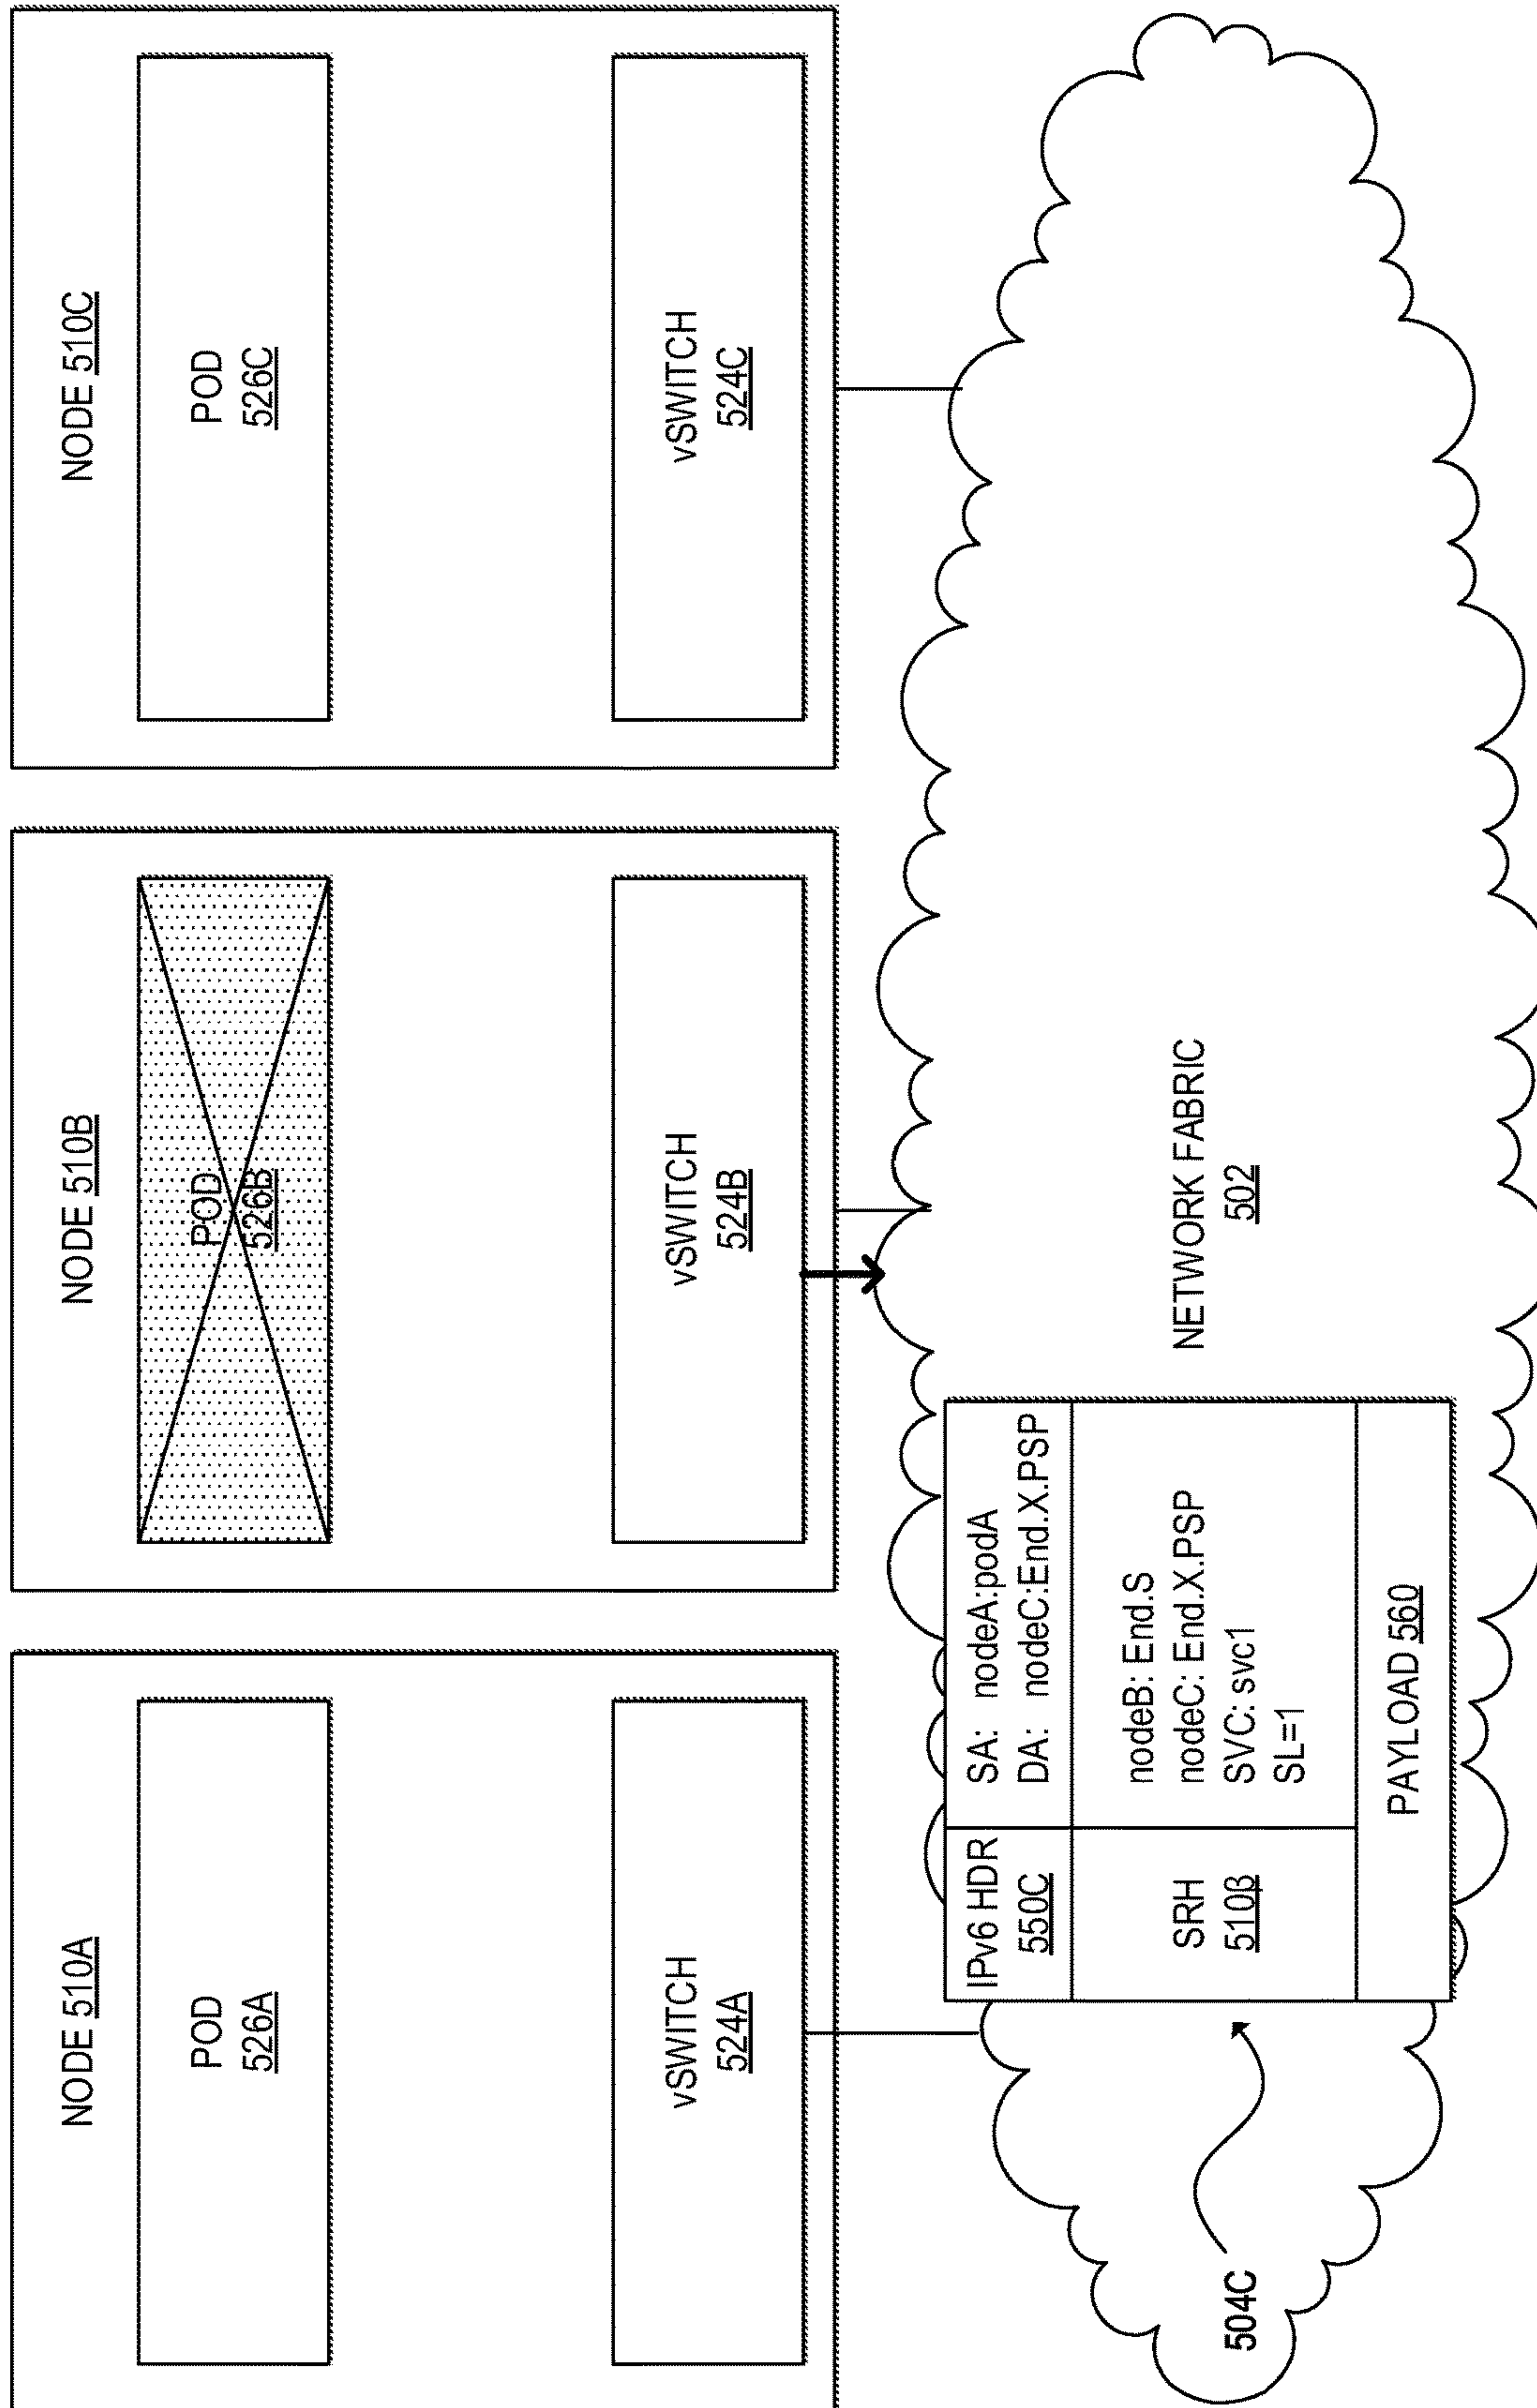 NODE 510A
POD
526A
vSWITCH
524A
NODE 510B
POD
526B
vSWITCH
524B
NODE 510C
POD
526C
vSWITCH
524C
504C
IPv6 HDR
550C
SA: nodeA:podA
DA: nodeC:End.X.PSP
SRH
510β
nodeB: End.S
nodeC: End.X.PSP
SVC: svc1
SL=1
PAYLOAD 560
NETWORK FABRIC
502